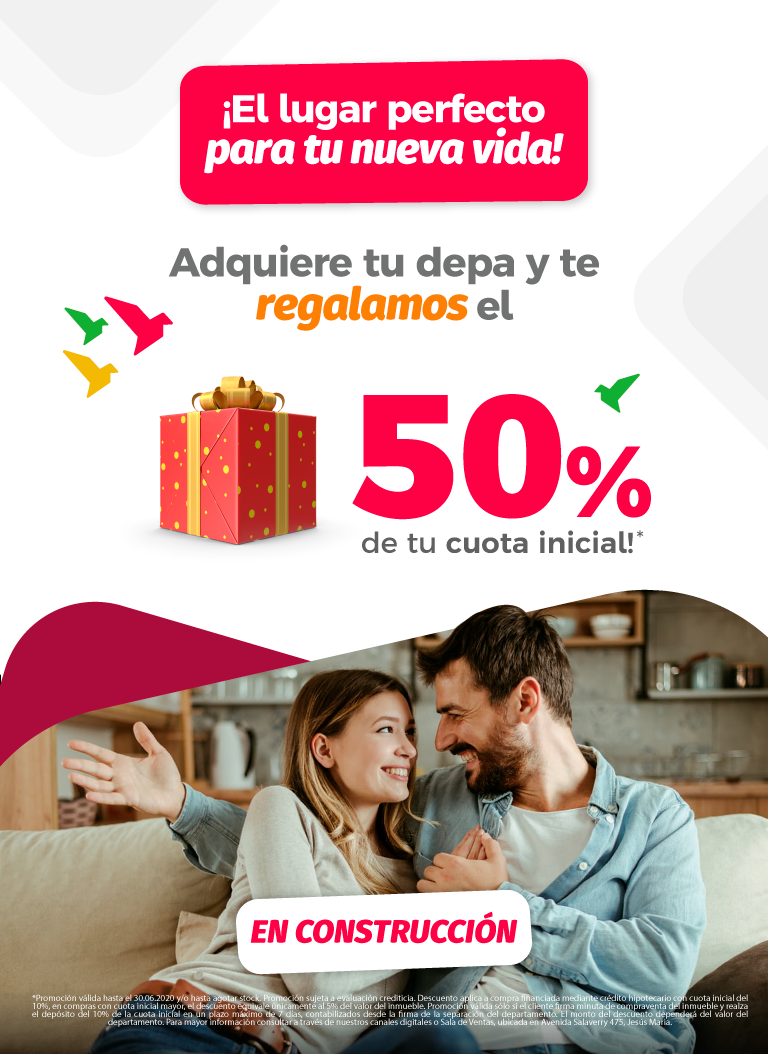 ¡El lugar perfecto
para tu nueva vida!
Adquiere tu depa y te
regalamos el
50%
de tu cuota inicial!*
EN CONSTRUCCIÓN
*Promoción válida hasta el 30.06.2020 y/o hasta agotar stock. Promoción sujeta a evaluación crediticia. Descuento aplica a compra financiada mediante crédito hipotecario con cuota inicial del
10%, en compras con cuota inicial mayor, el descuento equivale únicamente al 5% del valor del inmueble. Promoción válida sólo si el cliente firma minuta de compraventa del inmueble y realza
el depósito del 10% de la cuota inicial en un plazo máximo de 7 días, contabilizados desde la firma de la separación del departamento. El monto del descuento dependerá del valor del
departamento. Para mayor información consultar a través de nuestros canales digitales o Sala de Ventas, ubicada en Avenida Salaverry 475, Jesús María.